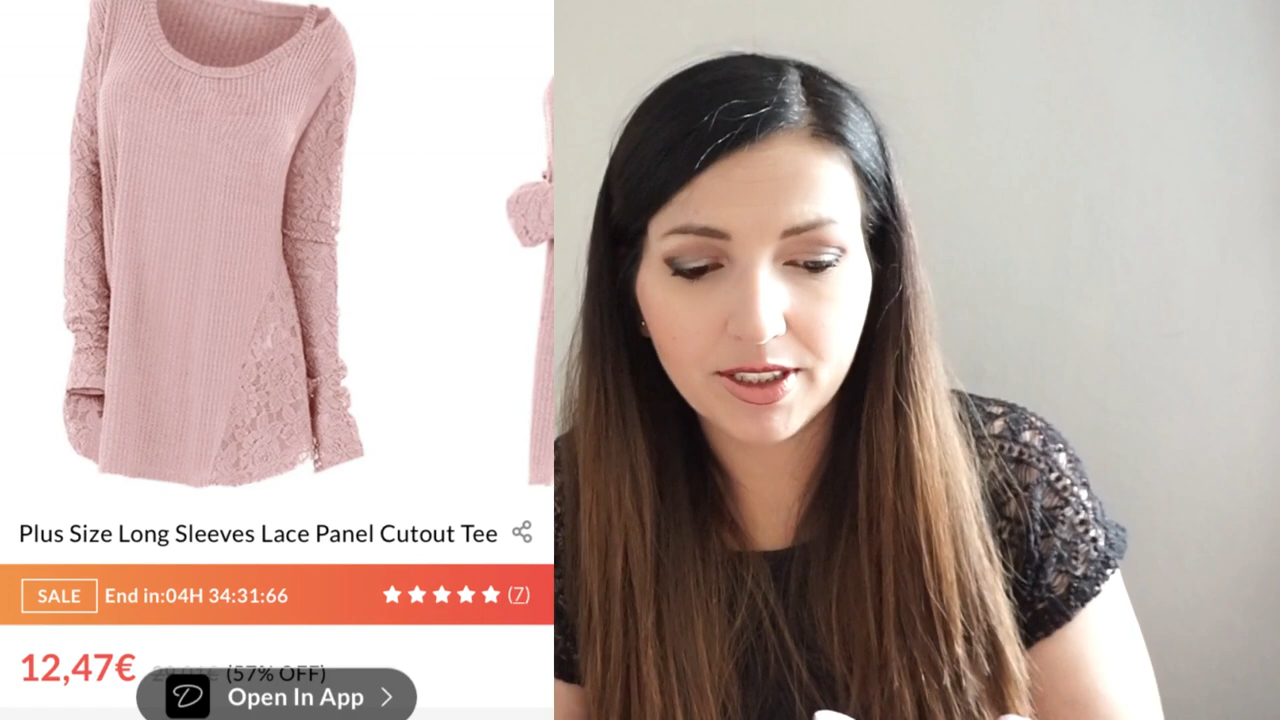 Plus Size Long Sleeves Lace Panel Cutout Tee
SALE End in:04H 34:31:66 (7)
12,47€ (57% OFF)
D Open In App